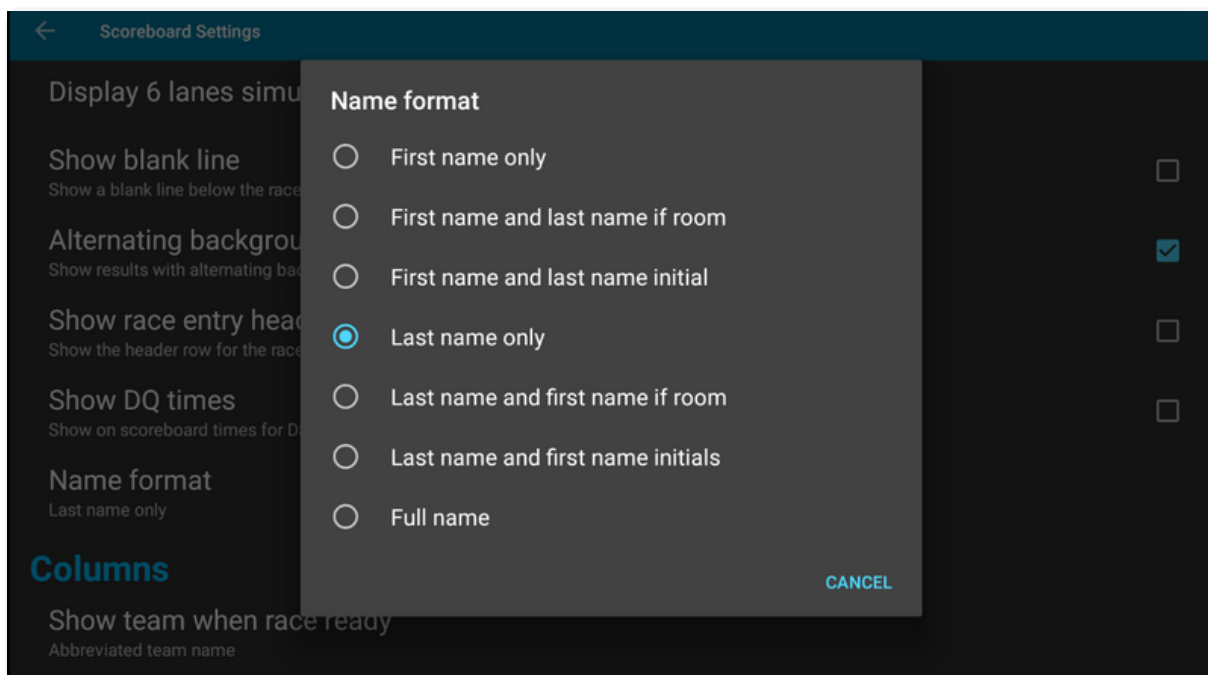 Scoreboard Settings
Display 6 lanes simu
Show blank line
Show a blank line below the race
Alternating backgrou
Show results with alternating bac
Show race entry head
Show the header row for the race
Show DQ times
Show on scoreboard times for D
Name format
Last name only
Columns
Show team when race ready
Abbreviated team name
Name format
First name only
First name and last name if room
First name and last name initial
Last name only
Last name and first name if room
Last name and first name initials
Full name
CANCEL